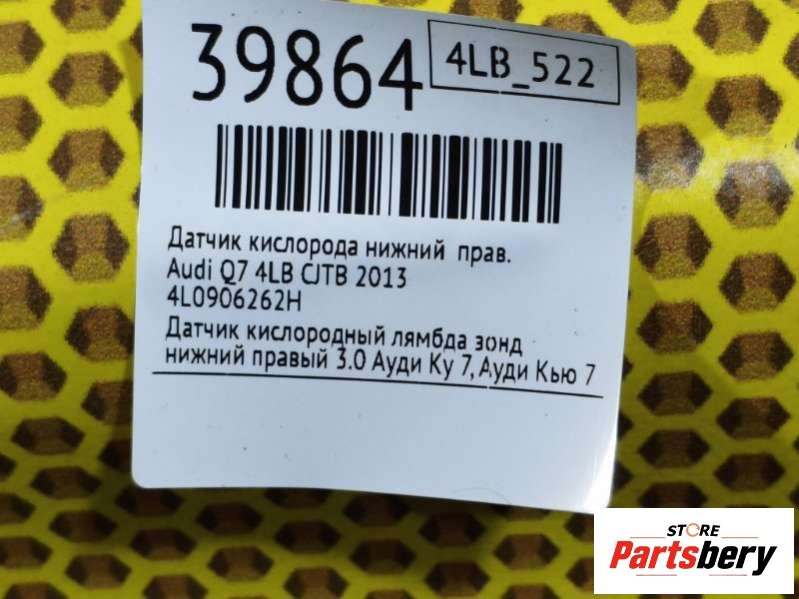 39864
4LB_522
Датчик кислорода нижний прав.
Audi Q7 4LB CJTB 2013
4L0906262H
Датчик кислородный лямбда зонд
нижний правый 3.0 Ауди Ку 7, Ауди Кью 7
STORE
Partsbery